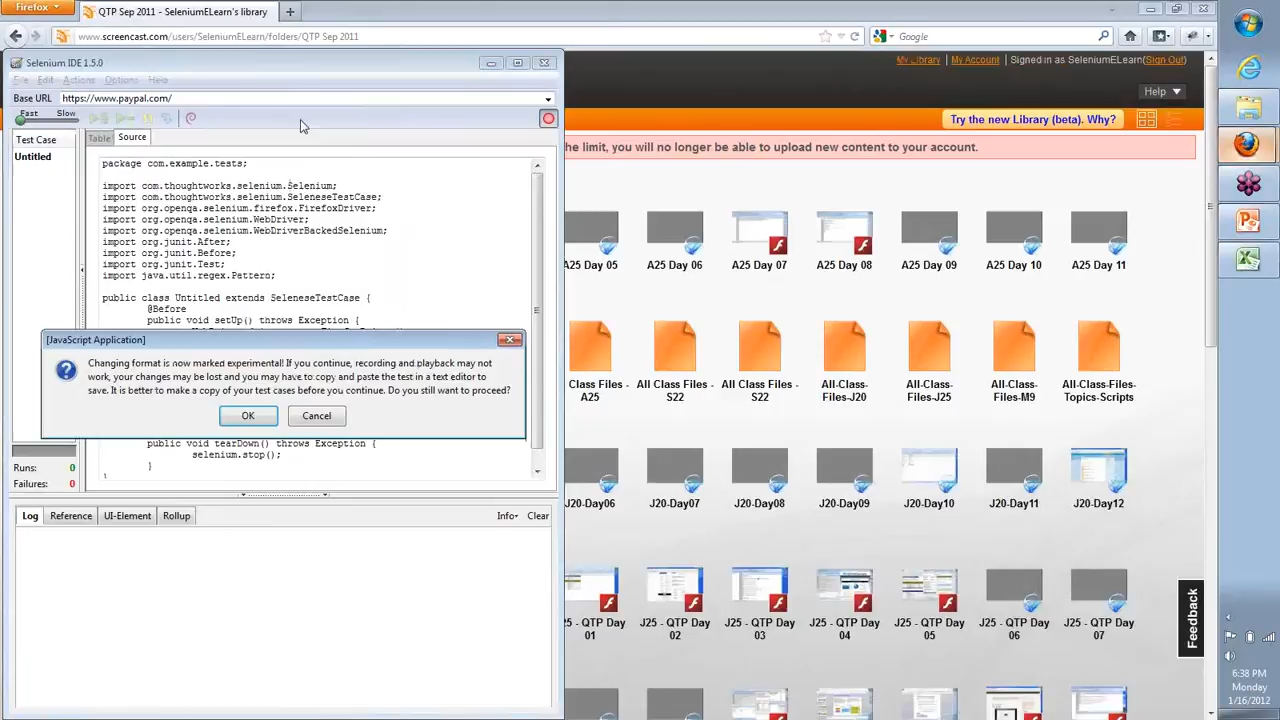 Firefox
QTP Sep 2011 - SeleniumELearn's library
www.screencast.com/users/SeleniumELearn/folders/QTP Sep 2011
Google
Selenium IDE 1.5.0
File Edit Actions Options Help
Base URL https://www.paypal.com/
Fast Slow
Test Case
Table Source
Untitled
package com.example.tests;
import com.thoughtworks.selenium.Selenium;
import com.thoughtworks.selenium.SeleneseTestCase;
import org.openqa.selenium.firefox.FirefoxDriver;
import org.openqa.selenium.WebDriver;
import org.openqa.selenium.WebDriverBackedSelenium;
import org.junit.After;
import org.junit.Before;
import org.junit.Test;
import java.util.regex.Pattern;
public class Untitled extends SeleneseTestCase {
@Before
public void setUp() throws Exception {
[JavaScript Application]
Changing format is now marked experimental! If you continue, recording and playback may not
work, your changes may be lost and you may have to copy and paste the test in a text editor to
save. It is better to make a copy of your test cases before you continue. Do you still want to proceed?
OK Cancel
public void tearDown() throws Exception {
selenium.stop();
}
Runs: 0
Failures: 0
Log Reference UI-Element Rollup Info Clear
My Library My Account Signed in as SeleniumELearn(Sign Out)
Help
Try the new Library (beta). Why?
the limit, you will no longer be able to upload new content to your account.
A25 Day 05 A25 Day 06 A25 Day 07 A25 Day 08 A25 Day 09 A25 Day 10 A25 Day 11
Class Files - A25
All Class Files - S22
All Class Files - S22
All-Class-Files-J20
All-Class-Files-J25
All-Class-Files-M9
All-Class-Files-Topics-Scripts
J20-Day06 J20-Day07 J20-Day08 J20-Day09 J20-Day10 J20-Day11 J20-Day12
J25 - QTP Day 01
J25 - QTP Day 02
J25 - QTP Day 03
J25 - QTP Day 04
J25 - QTP Day 05
J25 - QTP Day 06
J25 - QTP Day 07
Feedback
6:38 PM
Monday
1/16/2012